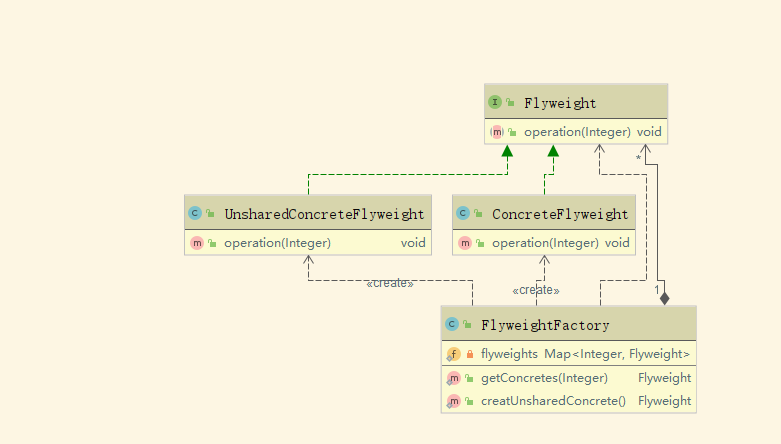 Flyweight
operation(Integer) void
*
UnsharedConcreteFlyweight
operation(Integer) void
ConcreteFlyweight
operation(Integer) void
«create»
«create»
1
FlyweightFactory
flyweights Map<Integer, Flyweight>
getConcretes(Integer) Flyweight
creatUnsharedConcrete() Flyweight